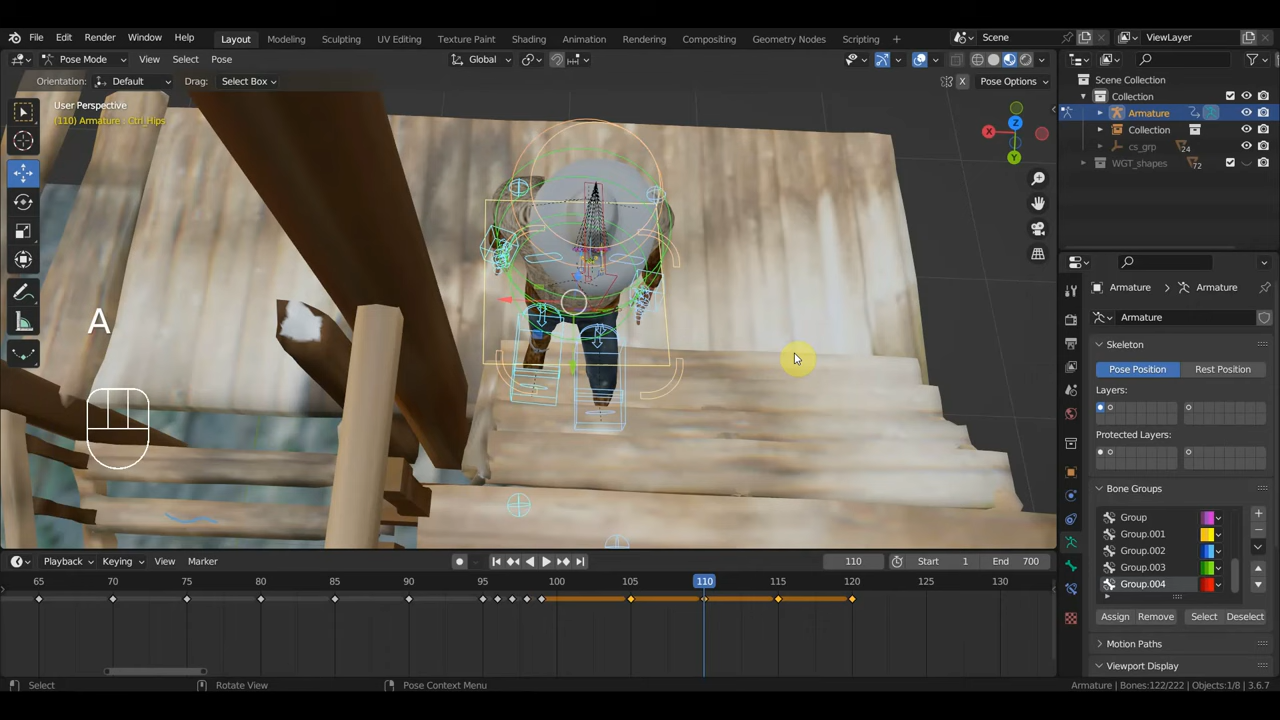 File Edit Render Window Help Layout Modeling Sculpting UV Editing Texture Paint Shading Animation Rendering Compositing Geometry Nodes Scripting + Scene ViewLayer
Pose Mode View Select Pose Global X Pose Options
Orientation: Default Drag: Select Box
User Perspective
(110) Armature : Ctrl_Hips
Z
X
Y
A
Scene Collection
Collection
Armature
Collection
cs_grp 24
WGT_shapes 72
Armature > Armature
Armature
Skeleton
Pose Position Rest Position
Layers:
Protected Layers:
Bone Groups
Group
Group.001
Group.002
Group.003
Group.004
Assign Remove Select Deselect
Motion Paths
Viewport Display
Playback Keying View Marker 110 Start 1 End 700
65 70 75 80 85 90 95 100 105 110 115 120 125 130
Select Rotate View Pose Context Menu Armature | Bones:122/222 | Objects:1/8 | 3.6.7